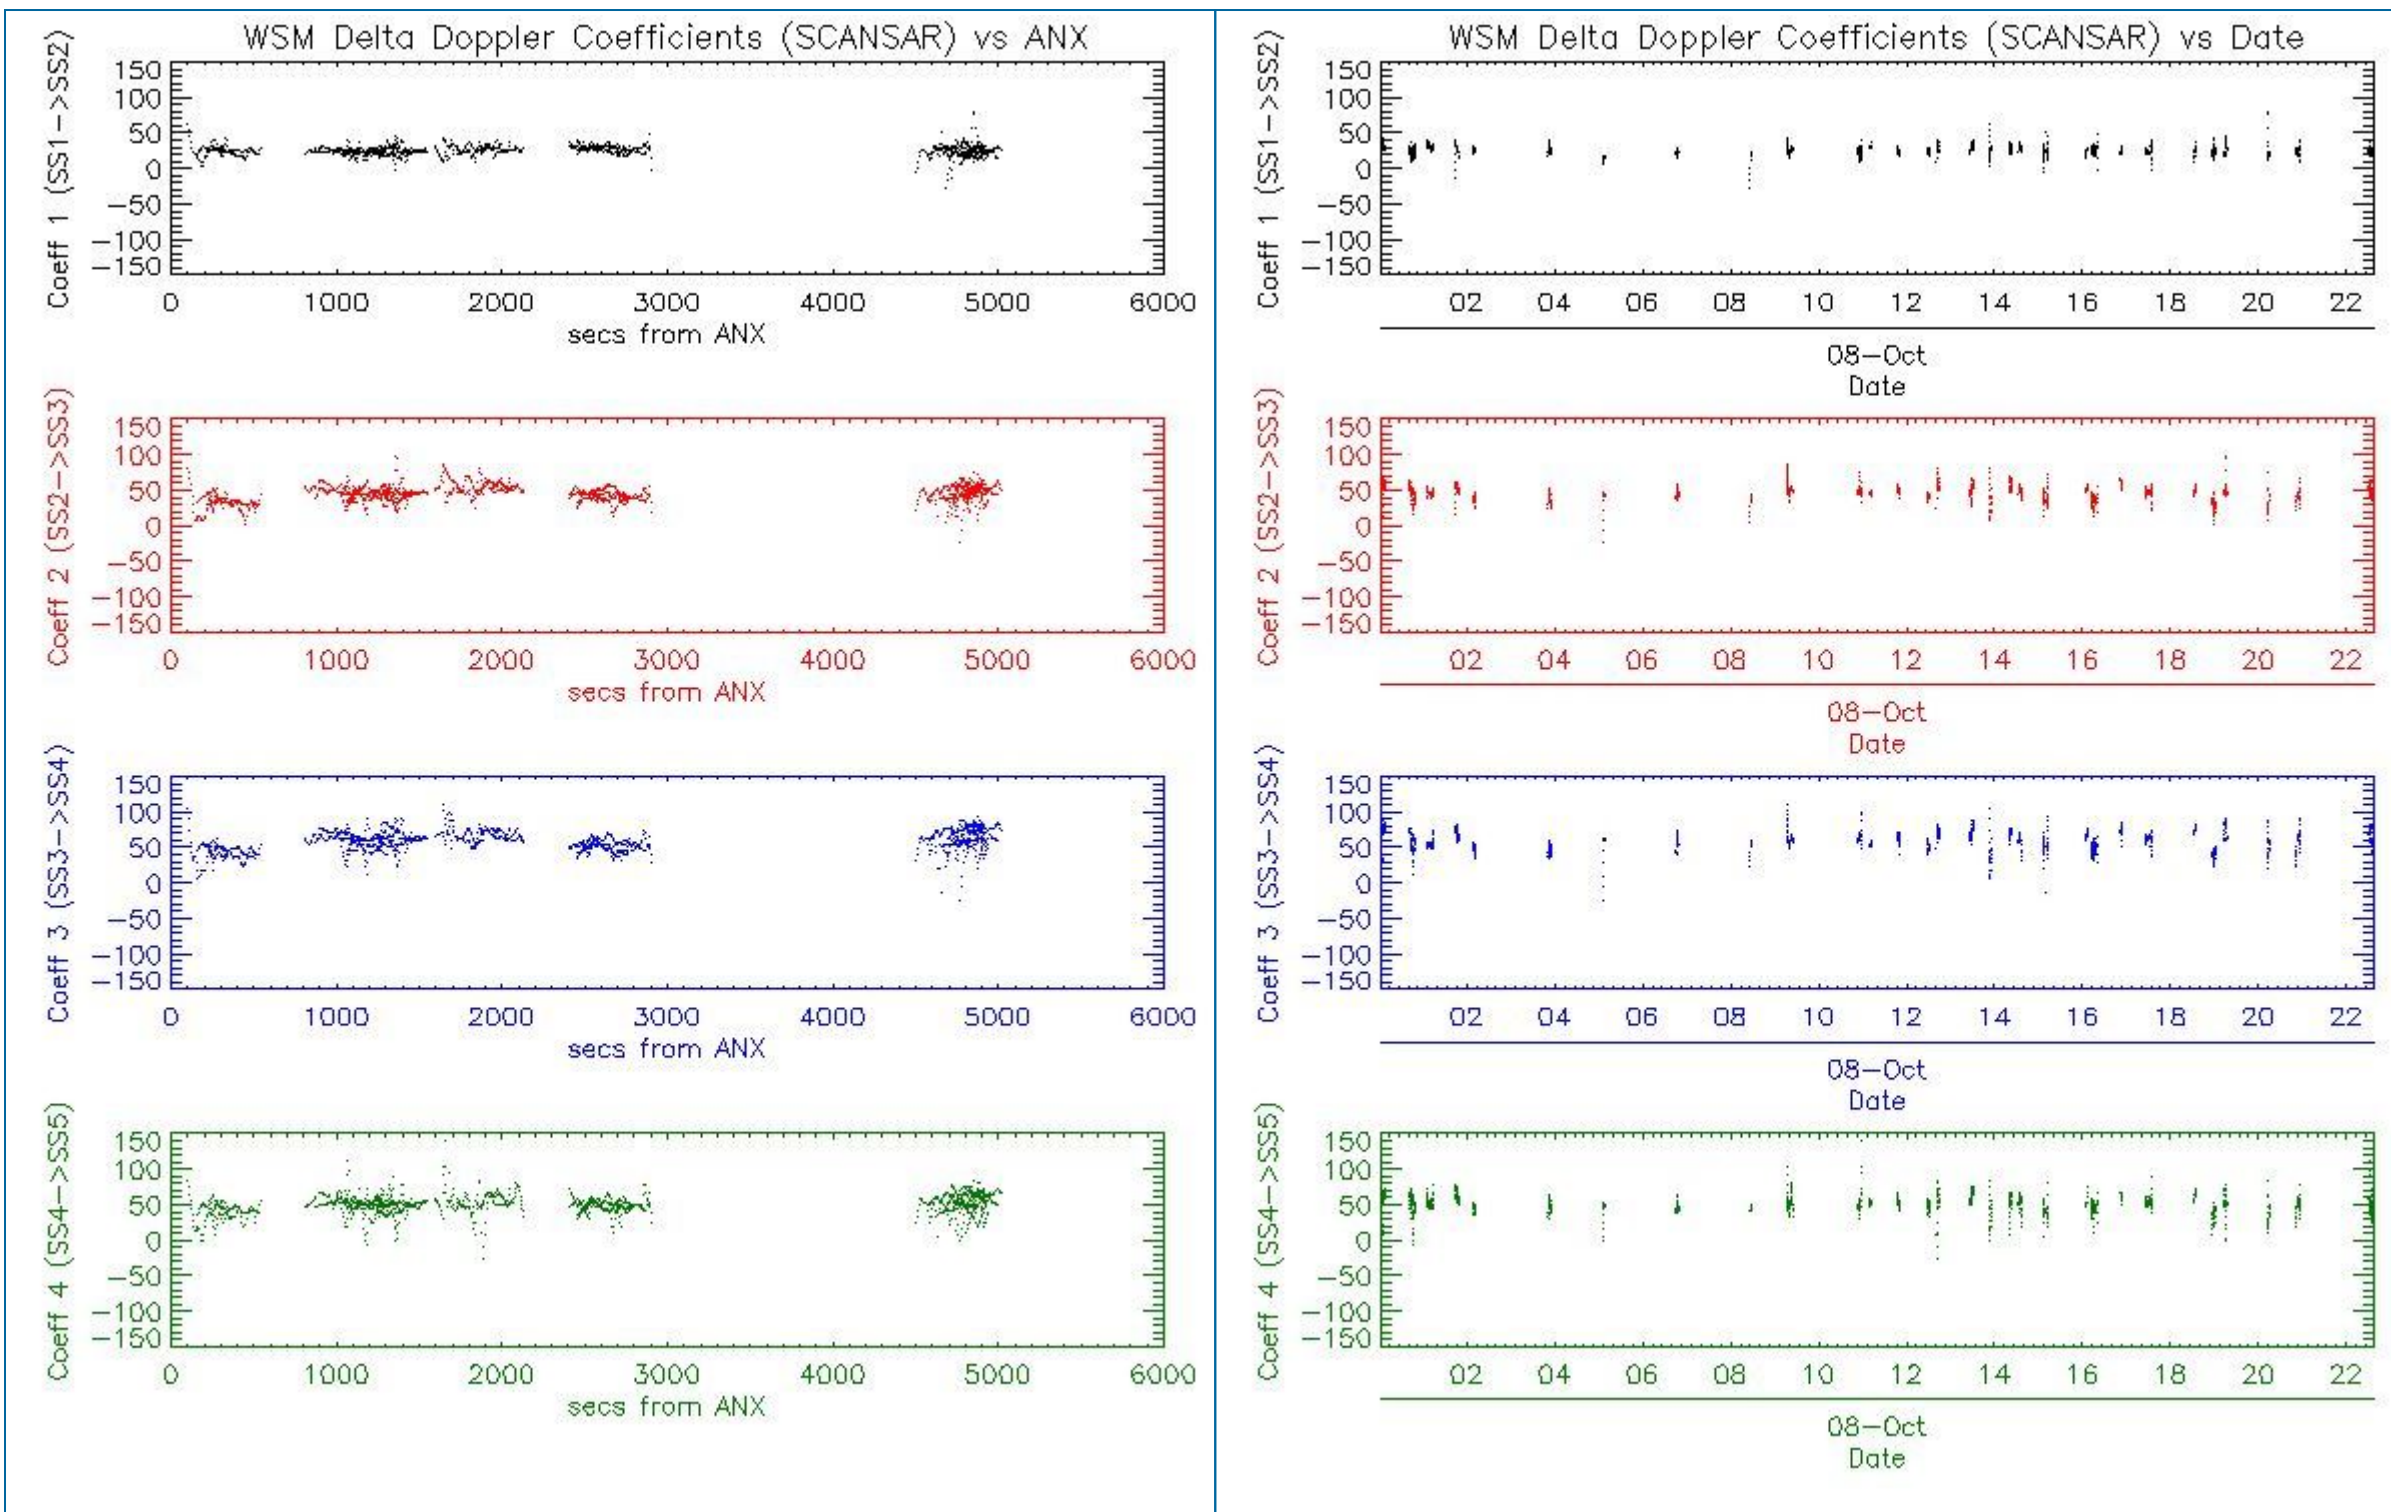 WSM Delta Doppler Coefficients (SCANSAR) vs ANX
Coeff 1 (SS1->SS2)
150
100
50
0
-50
-100
-150
0 1000 2000 3000 4000 5000 6000
secs from ANX
Coeff 2 (SS2->SS3)
150
100
50
0
-50
-100
-150
0 1000 2000 3000 4000 5000 6000
secs from ANX
Coeff 3 (SS3->SS4)
150
100
50
0
-50
-100
-150
0 1000 2000 3000 4000 5000 6000
secs from ANX
Coeff 4 (SS4->SS5)
150
100
50
0
-50
-100
-150
0 1000 2000 3000 4000 5000 6000
secs from ANX
WSM Delta Doppler Coefficients (SCANSAR) vs Date
Coeff 1 (SS1->SS2)
150
100
50
0
-50
-100
-150
02 04 06 08 10 12 14 16 18 20 22
08-Oct
Date
Coeff 2 (SS2->SS3)
150
100
50
0
-50
-100
-150
02 04 06 08 10 12 14 16 18 20 22
08-Oct
Date
Coeff 3 (SS3->SS4)
150
100
50
0
-50
-100
-150
02 04 06 08 10 12 14 16 18 20 22
08-Oct
Date
Coeff 4 (SS4->SS5)
150
100
50
0
-50
-100
-150
02 04 06 08 10 12 14 16 18 20 22
08-Oct
Date